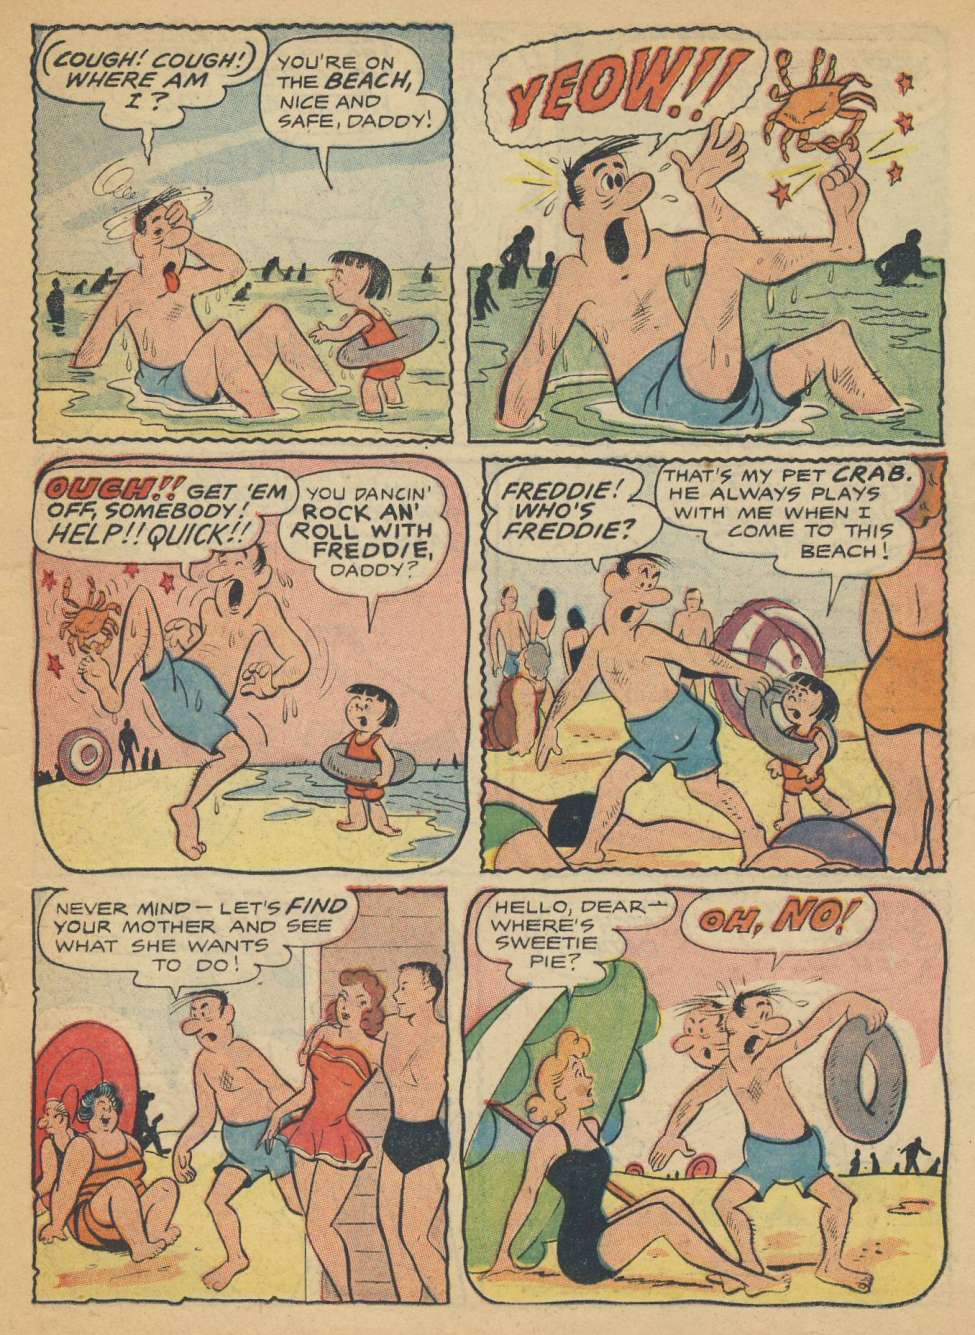 (COUGH! COUGH!)
WHERE AM
I?
YOU'RE ON
THE BEACH,
NICE AND
SAFE, DADDY!
YEOW!!
OUGH!! GET 'EM
OFF, SOMEBODY!
HELP!! QUICK!!
YOU DANCIN'
ROCK AN'
ROLL WITH
FREDDIE,
DADDY?
FREDDIE!
WHO'S
FREDDIE?
THAT'S MY PET CRAB.
HE ALWAYS PLAYS
WITH ME WHEN I
COME TO THIS
BEACH!
NEVER MIND — LET'S FIND
YOUR MOTHER AND SEE
WHAT SHE WANTS
TO DO!
HELLO, DEAR —
WHERE'S
SWEETIE
PIE?
OH, NO!